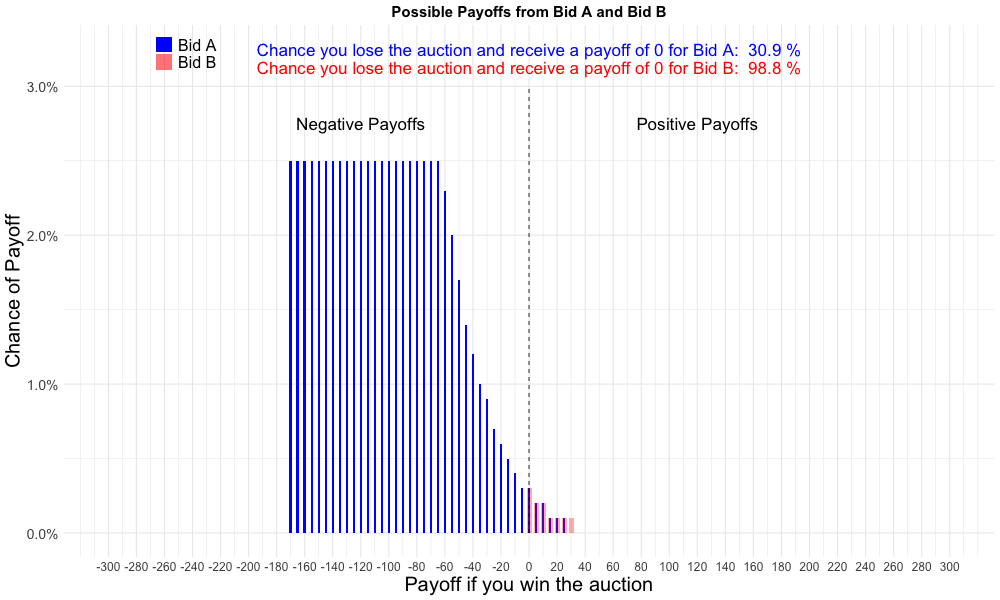 Possible Payoffs from Bid A and Bid B
Bid A
Bid B
Chance you lose the auction and receive a payoff of 0 for Bid A:  30.9 %
Chance you lose the auction and receive a payoff of 0 for Bid B:  98.8 %
Negative Payoffs
Positive Payoffs
Chance of Payoff
3.0%
2.0%
1.0%
0.0%
-300 -280 -260 -240 -220 -200 -180 -160 -140 -120 -100 -80 -60 -40 -20 0 20 40 60 80 100 120 140 160 180 200 220 240 260 280 300
Payoff if you win the auction